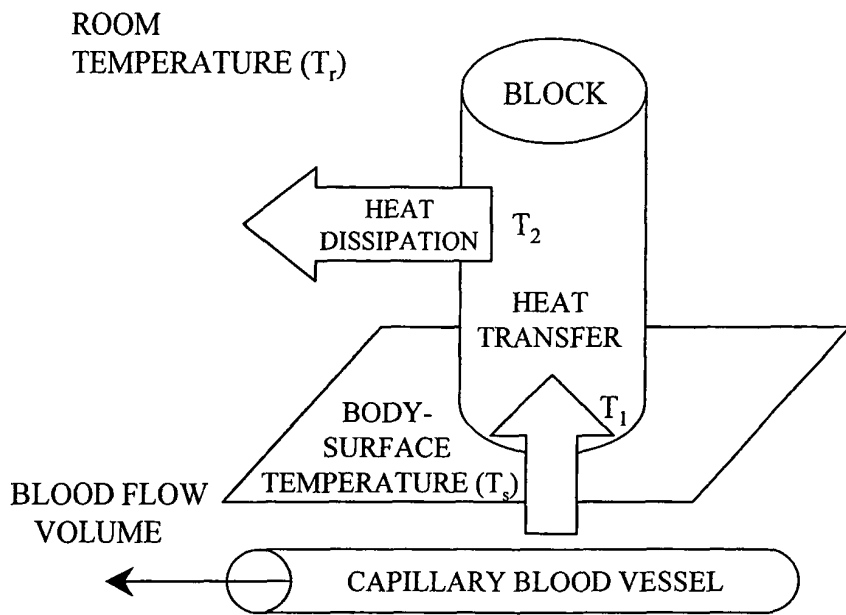 ROOM
TEMPERATURE (Tr)
BLOCK
HEAT
DISSIPATION
T2
HEAT
TRANSFER
T1
BODY-
SURFACE
TEMPERATURE (Ts)
BLOOD FLOW
VOLUME
CAPILLARY BLOOD VESSEL